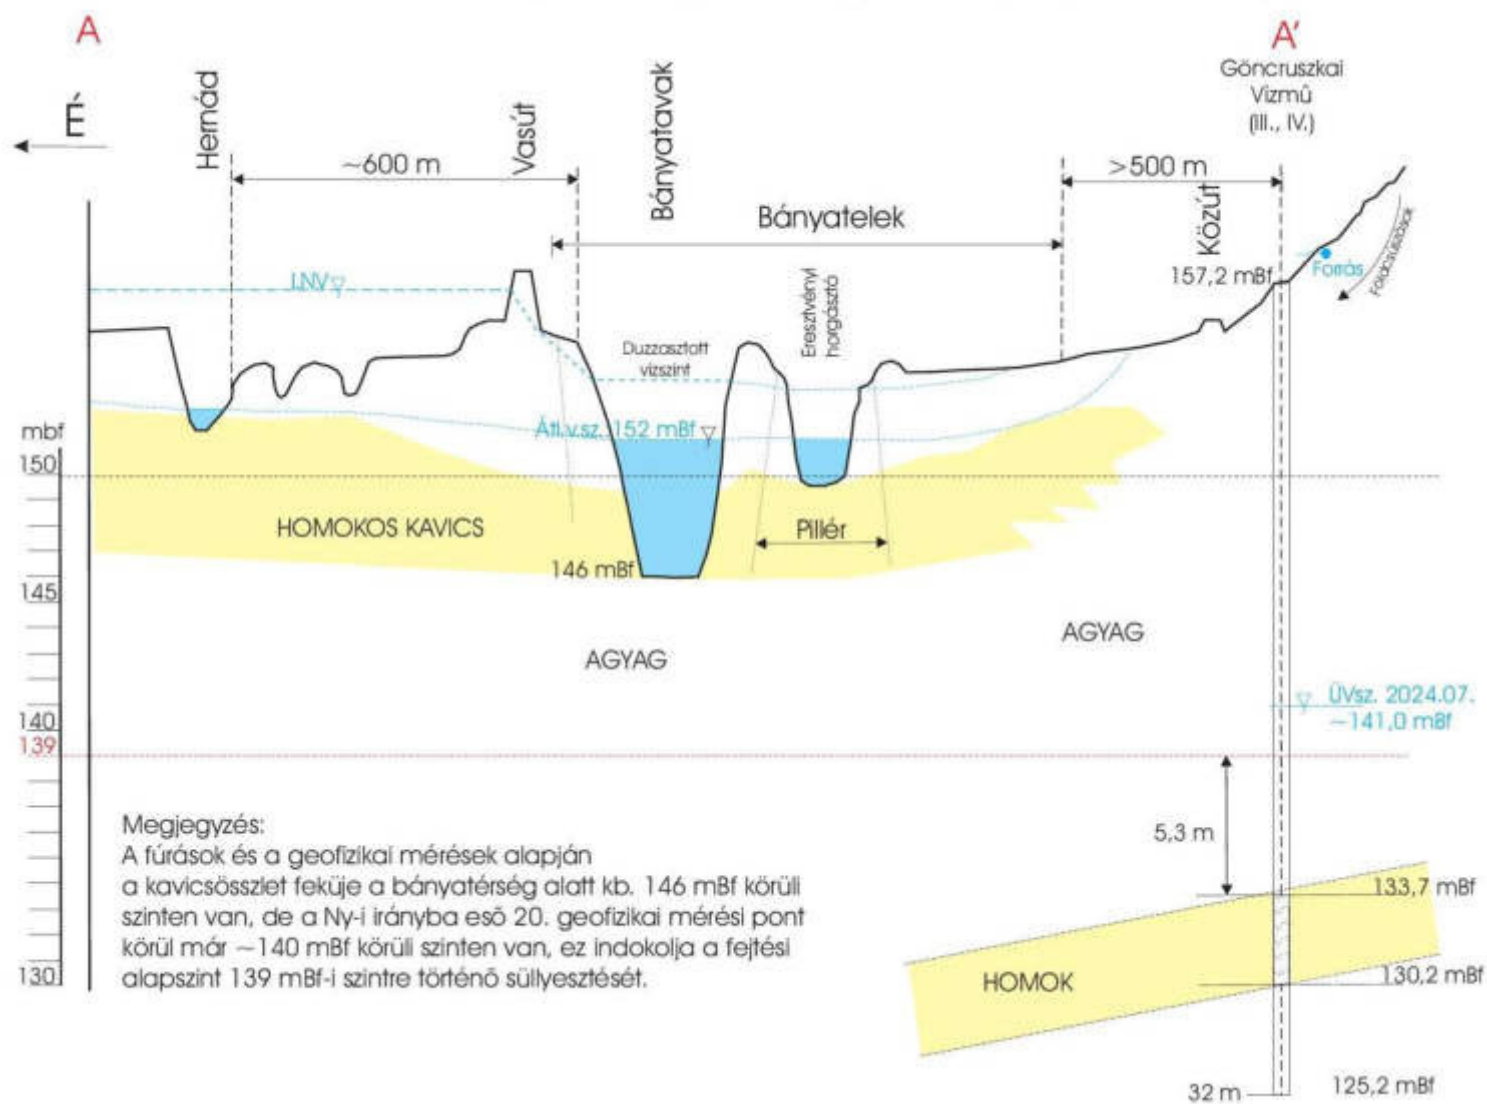 A
A'
Göncruszkai
Vízmû
(III., IV.)
É
Hernád
Vasút
Bányatavak
~600 m
>500 m
Közút
Bányatelek
Földcsúszások
Forrás
157,2 mBf
LNV
Eresztvényi
horgásztó
Duzzasztott
vízszint
Átl.v.sz. 152 mBf
mbf
150
HOMOKOS KAVICS
Pillér
146 mBf
145
AGYAG
AGYAG
ÜVsz. 2024.07.
~141,0 mBf
140
139
5,3 m
Megjegyzés:
A fúrások és a geofizikai mérések alapján
a kavicsösszlet feküje a bányatérség alatt kb. 146 mBf körüli
szinten van, de a Ny-i irányba esõ 20. geofizikai mérési pont
körül már ~140 mBf körüli szinten van, ez indokolja a fejtési
alapszint 139 mBf-i szintre történõ süllyesztését.
133,7 mBf
130
HOMOK
130,2 mBf
32 m
125,2 mBf